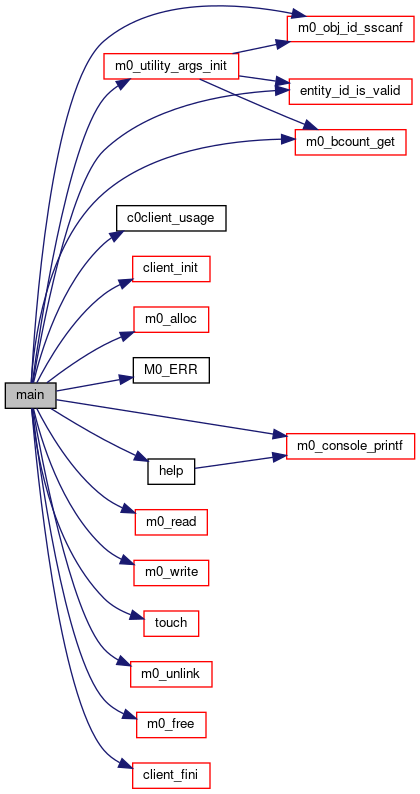 m0_obj_id_sscanf
m0_utility_args_init
entity_id_is_valid
m0_bcount_get
c0client_usage
client_init
m0_alloc
M0_ERR
main
m0_console_printf
help
m0_read
m0_write
touch
m0_unlink
m0_free
client_fini